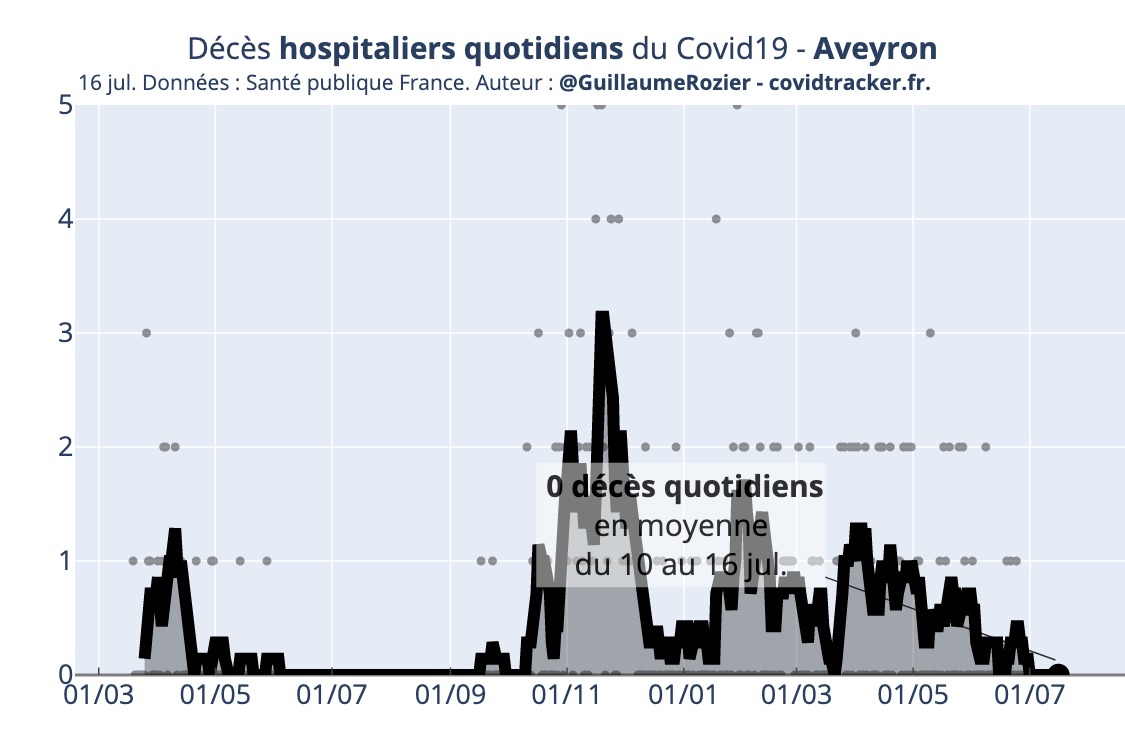 Décès hospitaliers quotidiens du Covid19 - Aveyron
16 jul. Données : Santé publique France. Auteur : @GuillaumeRozier - covidtracker.fr.
5
4
3
2
1
0
0 décès quotidiens
en moyenne
du 10 au 16 jul.
01/03 01/05 01/07 01/09 01/11 01/01 01/03 01/05 01/07